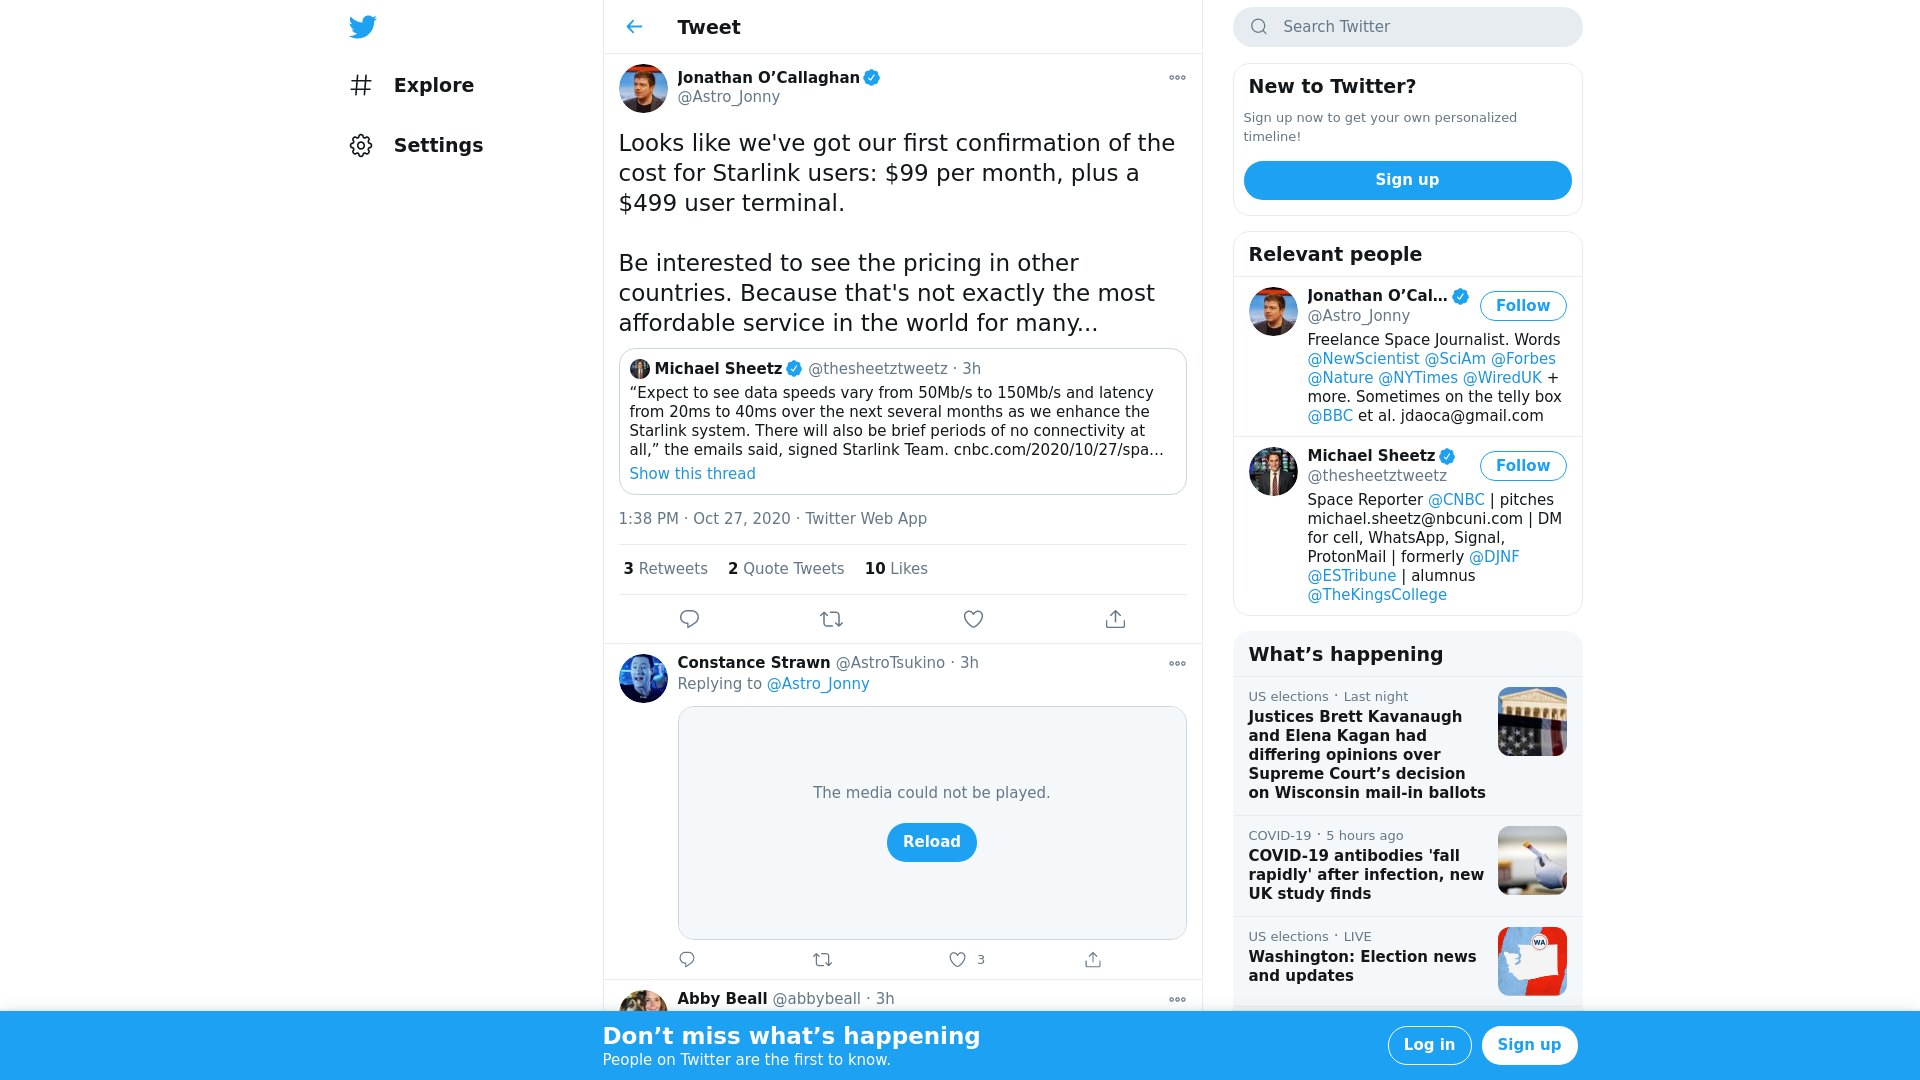 Explore
Settings
Tweet
Jonathan O’Callaghan
@Astro_Jonny
Looks like we've got our first confirmation of the
cost for Starlink users: $99 per month, plus a
$499 user terminal.
Be interested to see the pricing in other
countries. Because that's not exactly the most
affordable service in the world for many...
Michael Sheetz @thesheetztweetz · 3h
“Expect to see data speeds vary from 50Mb/s to 150Mb/s and latency
from 20ms to 40ms over the next several months as we enhance the
Starlink system. There will also be brief periods of no connectivity at
all,” the emails said, signed Starlink Team. cnbc.com/2020/10/27/spa…
Show this thread
1:38 PM · Oct 27, 2020 · Twitter Web App
3 Retweets 2 Quote Tweets 10 Likes
Constance Strawn @AstroTsukino · 3h
Replying to @Astro_Jonny
The media could not be played.
Reload
3
Abby Beall @abbybeall · 3h
Search Twitter
New to Twitter?
Sign up now to get your own personalized
timeline!
Sign up
Relevant people
Jonathan O’Cal…
Follow
@Astro_Jonny
Freelance Space Journalist. Words
@NewScientist @SciAm @Forbes
@Nature @NYTimes @WiredUK +
more. Sometimes on the telly box
@BBC et al. jdaoca@gmail.com
Michael Sheetz
Follow
@thesheetztweetz
Space Reporter @CNBC | pitches
michael.sheetz@nbcuni.com | DM
for cell, WhatsApp, Signal,
ProtonMail | formerly @DJNF
@ESTribune | alumnus
@TheKingsCollege
What’s happening
US elections · Last night
Justices Brett Kavanaugh
and Elena Kagan had
differing opinions over
Supreme Court’s decision
on Wisconsin mail-in ballots
COVID-19 · 5 hours ago
COVID-19 antibodies 'fall
rapidly' after infection, new
UK study finds
US elections · LIVE
Washington: Election news
and updates
WA
Don’t miss what’s happening
People on Twitter are the first to know.
Log in
Sign up